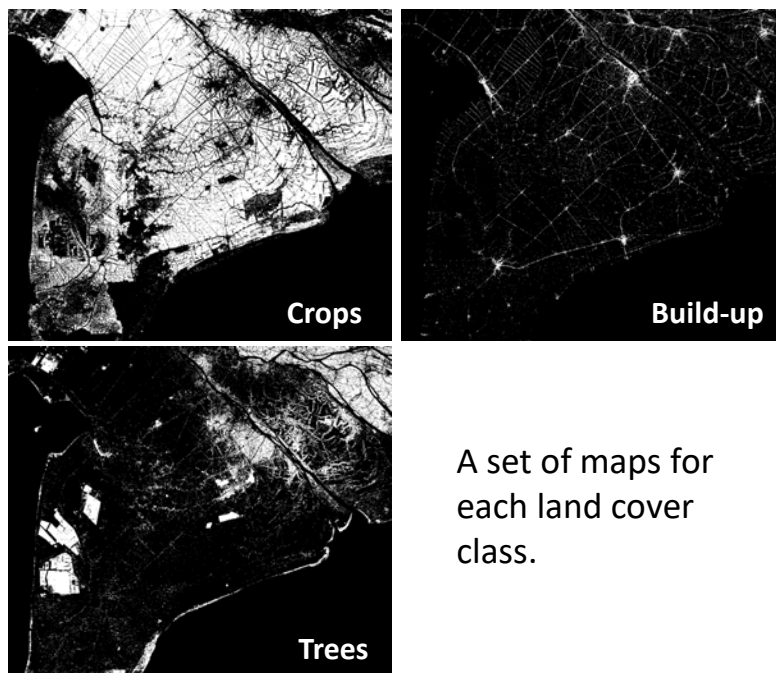 Crops
Build-up
Trees
A set of maps for
each land cover
class.